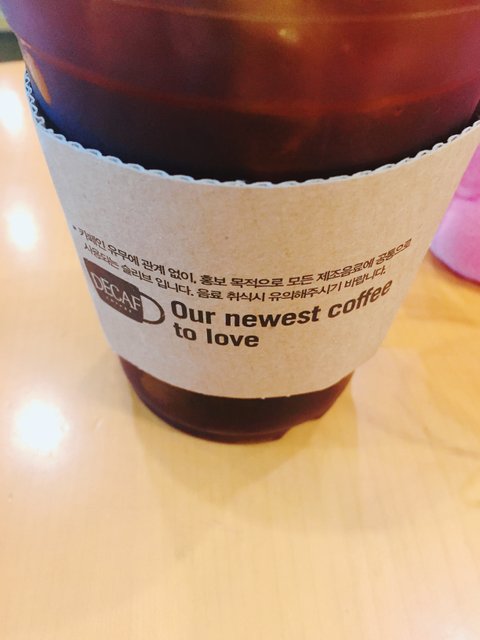 * 카페인 유무에 관계 없이, 홍보 목적으로 모든 제조음료에 공통으로
사용되는 슬리브 입니다. 음료 취식시 유의해주시기 바랍니다.
DECAF
COFFEE
Our newest coffee
to love